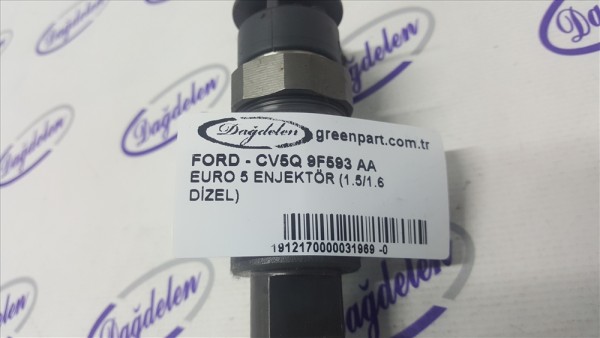 Dağdelen
Dağdelen
Dağdelen greenpart.com.tr
FORD - CV5Q 9F593 AA
EURO 5 ENJEKTÖR (1.5/1.6
DİZEL)
1912170000031969 -0
Dağdelen
Dağdelen